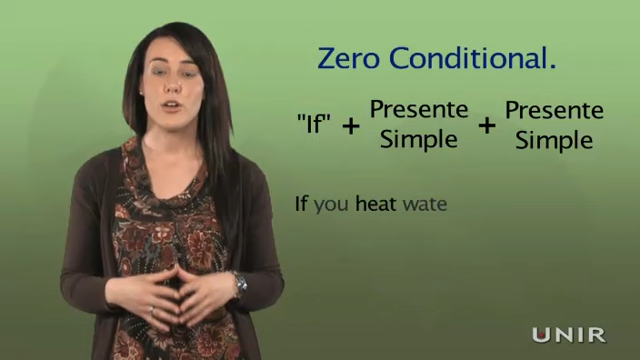 Zero Conditional.
"If" + Presente Simple + Presente Simple
If you heat wate
UNIR